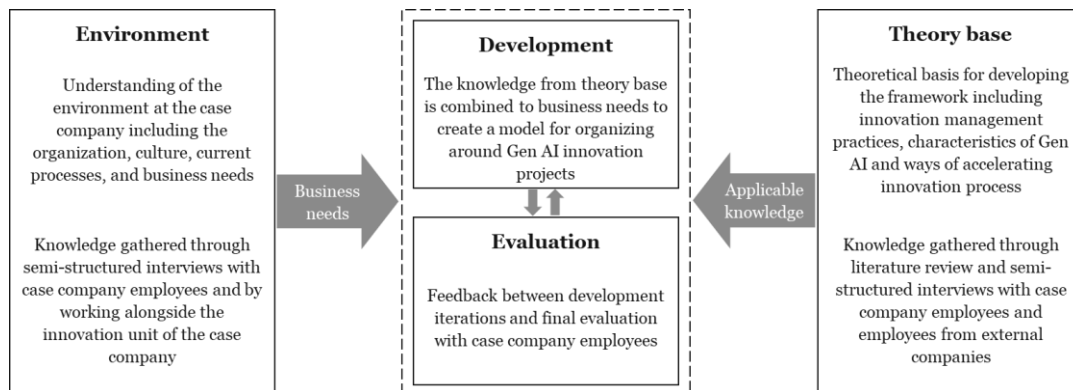 Environment
Understanding of the
environment at the case
company including the
organization, culture, current
processes, and business needs
Knowledge gathered through
semi-structured interviews with
case company employees and by
working alongside the
innovation unit of the case
company
Business
needs
Development
The knowledge from theory base
is combined to business needs to
create a model for organizing
around Gen AI innovation
projects
Evaluation
Feedback between development
iterations and final evaluation
with case company employees
Applicable
knowledge
Theory base
Theoretical basis for developing
the framework including
innovation management
practices, characteristics of Gen
AI and ways of accelerating
innovation process
Knowledge gathered through
literature review and semi-
structured interviews with case
company employees and
employees from external
companies